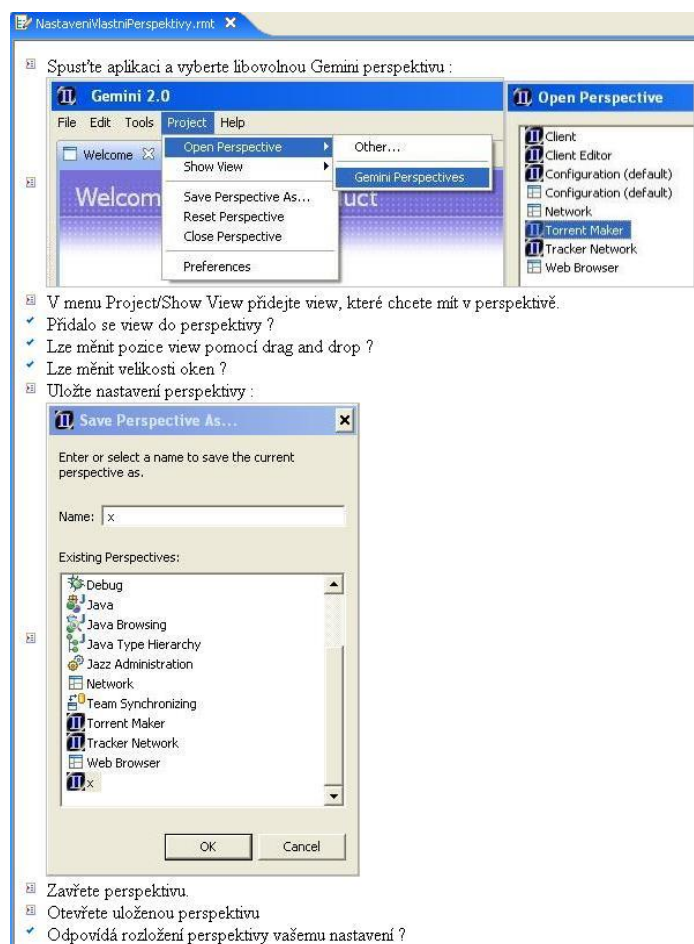 NastaveniVlastniPerspektivy.rmt
Spusťte aplikaci a vyberte libovolnou Gemini perspektivu :
Gemini 2.0
File Edit Tools Project Help
Welcome
Open Perspective
Show View
Save Perspective As...
Reset Perspective
Close Perspective
Preferences
Other...
Gemini Perspectives
Open Perspective
Client
Client Editor
Configuration (default)
Configuration (default)
Network
Torrent Maker
Tracker Network
Web Browser
V menu Project/Show View přidejte view, které chcete mít v perspektivě.
Přidalo se view do perspektivy ?
Lze měnit pozice view pomocí drag and drop ?
Lze měnit velikosti oken ?
Uložte nastavení perspektivy :
Save Perspective As...
Enter or select a name to save the current
perspective as.
Name: x
Existing Perspectives:
Debug
Java
Java Browsing
Java Type Hierarchy
Jazz Administration
Network
Team Synchronizing
Torrent Maker
Tracker Network
Web Browser
x
OK Cancel
Zavřete perspektivu.
Otevřete uloženou perspektivu
Odpovídá rozložení perspektivy vašemu nastavení ?